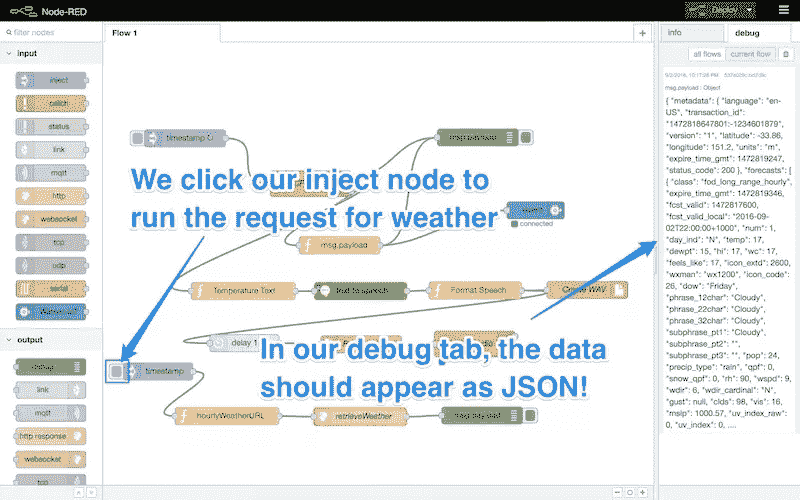 Node-RED
Deploy
filter nodes
Flow 1
info
debug
input
inject
catch
status
link
mqtt
http
websocket
tcp
udp
serial
output
debug
link
mqtt
http response
websocket
tcp
timestamp
msg.payload
We click our inject node to
run the request for weather
msg.payload
connected
Temperature Text
text to speech
Format Speech
Create WAV
delay 1
In our debug tab, the data
should appear as JSON!
timestamp
hourlyWeatherURL
retrieveWeather
msg.payload
all flows
current flow
msg.payload : Object
{ "metadata": { "language": "en-
US", "transaction_id":
"1472818647801:-1234601879",
"version": "1", "latitude": -33.86,
"longitude": 151.2, "units": "m",
"expire_time_gmt": 1472819247,
"status_code": 200 }, "forecasts": [
{ "class": "fod_long_range_hourly",
"expire_time_gmt": 1472819346,
"fcst_valid": 1472817600,
"fcst_valid_local": "2016-09-
02T22:00:00+1000", "num": 1,
"day_ind": "N", "temp": 17,
"dewpt": 15, "hi": 17, "wc": 17,
"feels_like": 17, "icon_extd": 2600,
"wxman": "wx1200", "icon_code":
26, "dow": "Friday",
"phrase_12char": "Cloudy",
"phrase_22char": "Cloudy",
"phrase_32char": "Cloudy",
"subphrase_pt1": "Cloudy",
"subphrase_pt2": "",
"subphrase_pt3": "", "pop": 24,
"precip_type": "rain", "qpf": 0,
"snow_qpf": 0, "rh": 90, "wspd": 9,
"wdir": 6, "wdir_cardinal": "N",
"gust": null, "clds": 98, "vis": 16,
"mslp": 1000.57, "uv_index_raw":
0, "uv_index": 0, ....